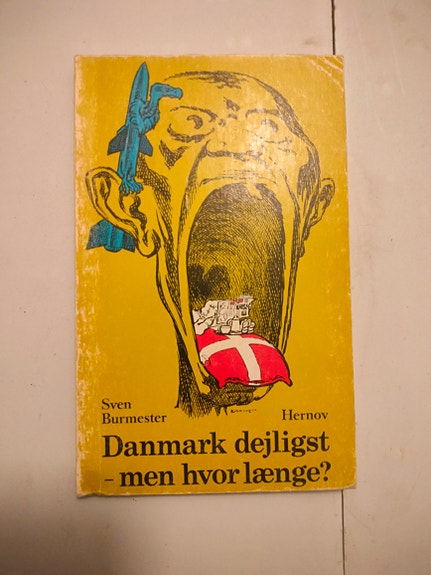 Sven
Burmester
Hernov
Danmark dejligst
– men hvor længe?